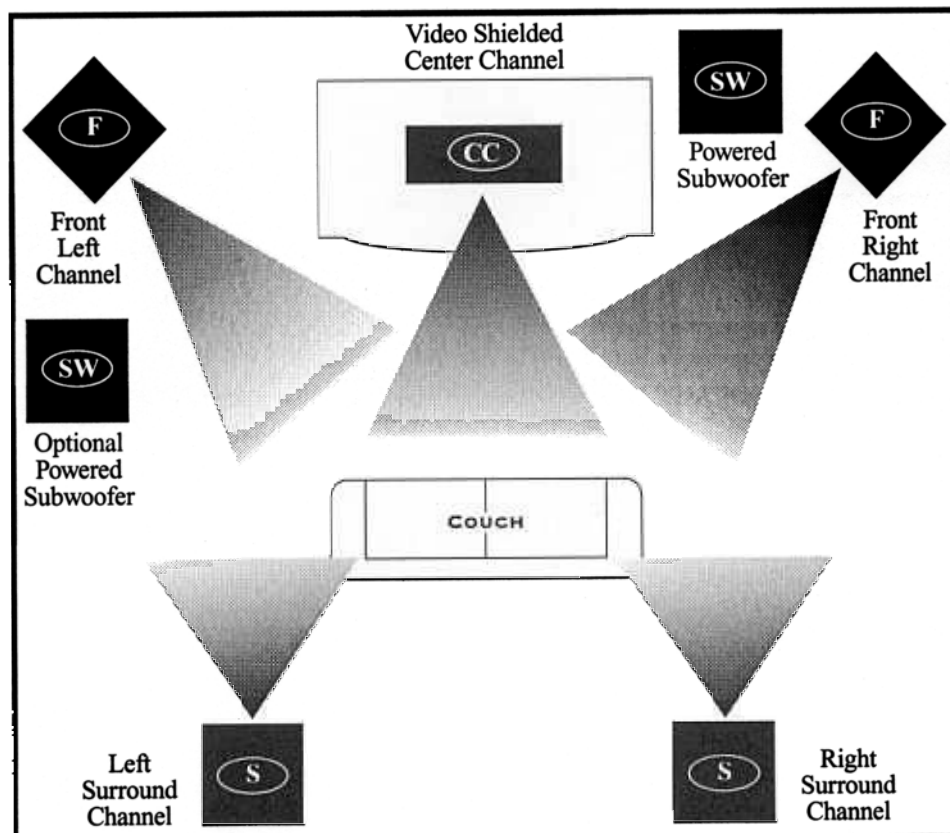 Video Shielded
Center Channel
F
CC
SW
F
Powered
Subwoofer
Front
Left
Channel
Front
Right
Channel
SW
Optional
Powered
Subwoofer
COUCH
S
Left
Surround
Channel
S
Right
Surround
Channel